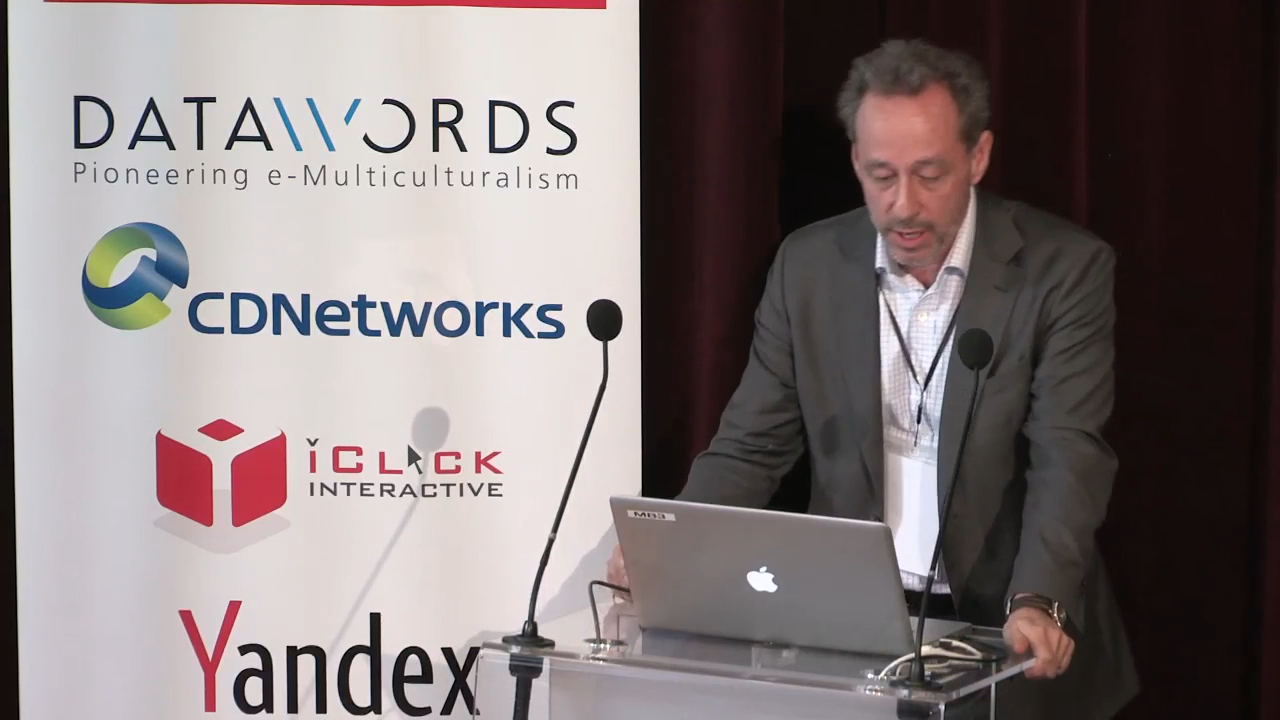 DATAWORDS
Pioneering e-Multiculturalism
CDNetworks
iCLiCK
INTERACTIVE
Yandex
MB3